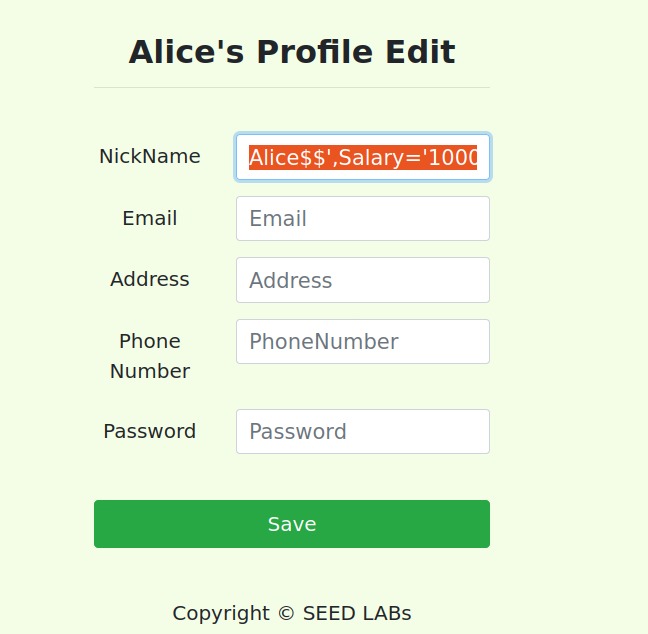 Alice's Profile Edit
NickName
Alice$$',Salary='1000
Email
Email
Address
Address
Phone
Number
PhoneNumber
Password
Password
Save
Copyright © SEED LABs